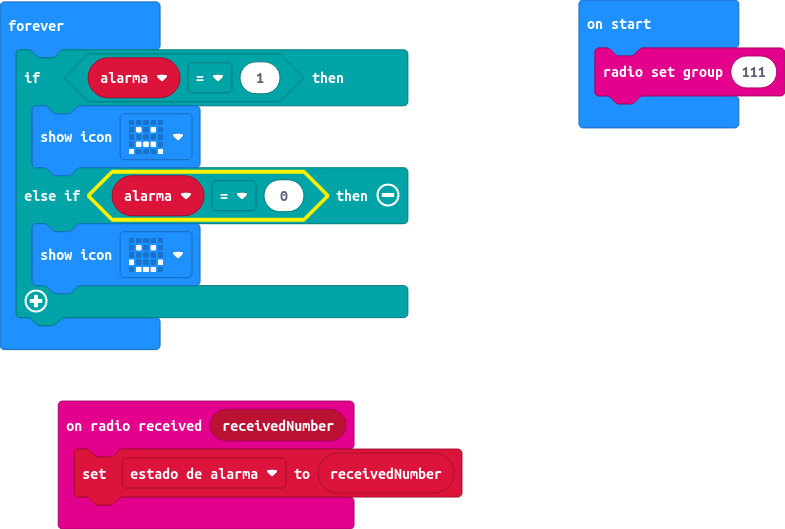 forever
if alarma = 1 then
show icon
else if alarma = 0 then
show icon
on start
radio set group 111
on radio received receivedNumber
set estado de alarma to receivedNumber